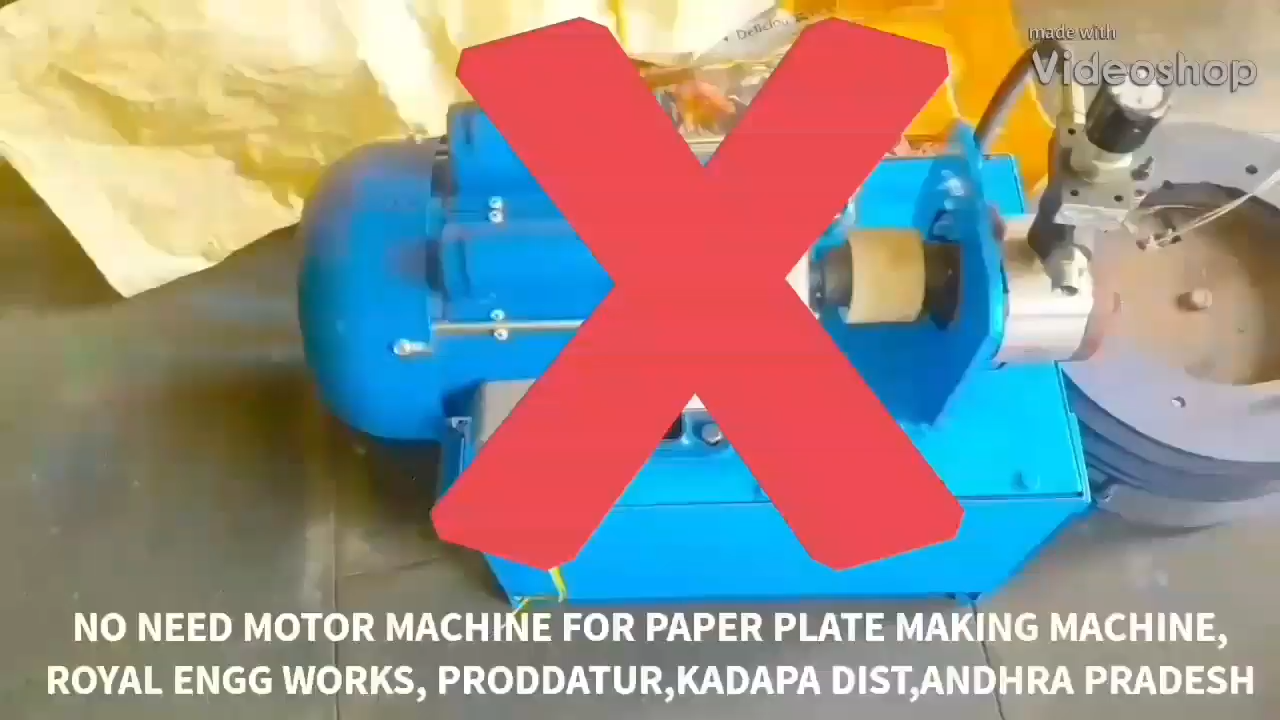 Delicious
made with
Videoshop
NO NEED MOTOR MACHINE FOR PAPER PLATE MAKING MACHINE,
ROYAL ENGG WORKS, PRODDATUR,KADAPA DIST,ANDHRA PRADESH